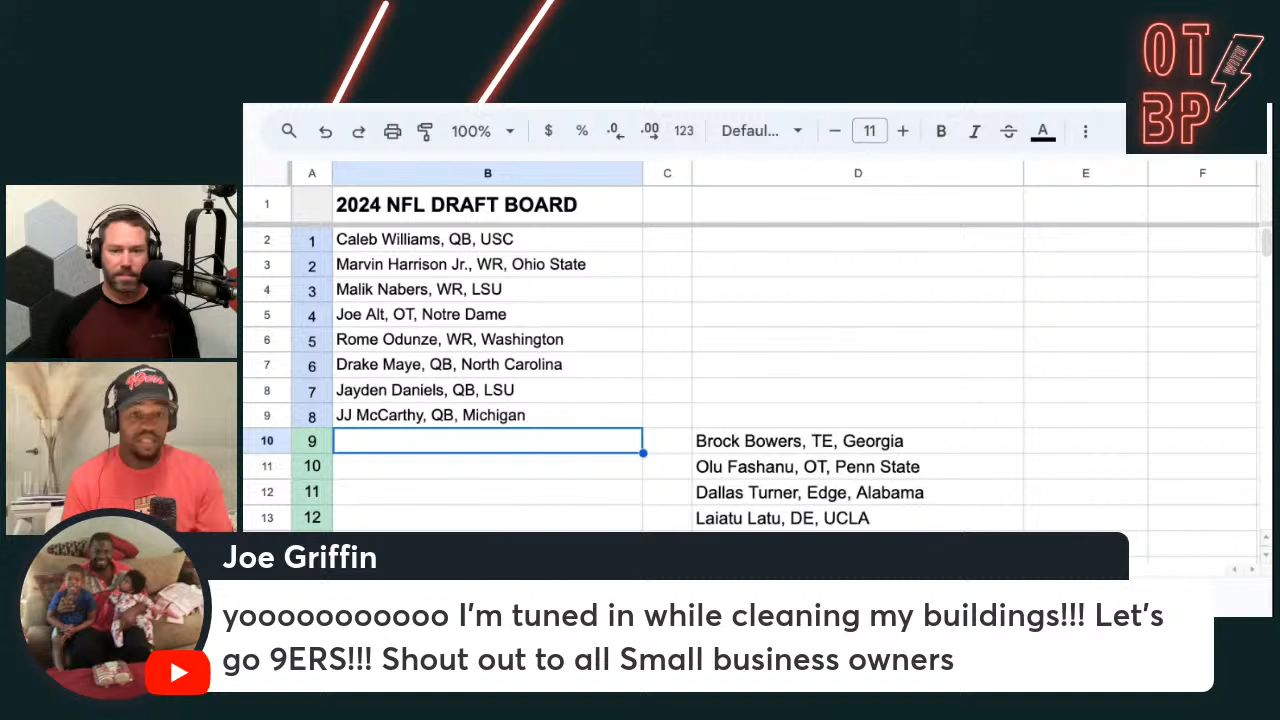 OT
WITH
BP
100%
$
%
.0
.00
123
Defaul...
11
B
I
A
A
B
C
D
E
F
1
2024 NFL DRAFT BOARD
2
1
Caleb Williams, QB, USC
3
2
Marvin Harrison Jr., WR, Ohio State
4
3
Malik Nabers, WR, LSU
5
4
Joe Alt, OT, Notre Dame
6
5
Rome Odunze, WR, Washington
7
6
Drake Maye, QB, North Carolina
8
7
Jayden Daniels, QB, LSU
9
8
JJ McCarthy, QB, Michigan
10
9
Brock Bowers, TE, Georgia
11
10
Olu Fashanu, OT, Penn State
12
11
Dallas Turner, Edge, Alabama
13
12
Laiatu Latu, DE, UCLA
49ERS
Joe Griffin
yooooooooooo I'm tuned in while cleaning my buildings!!! Let's
go 9ERS!!! Shout out to all Small business owners